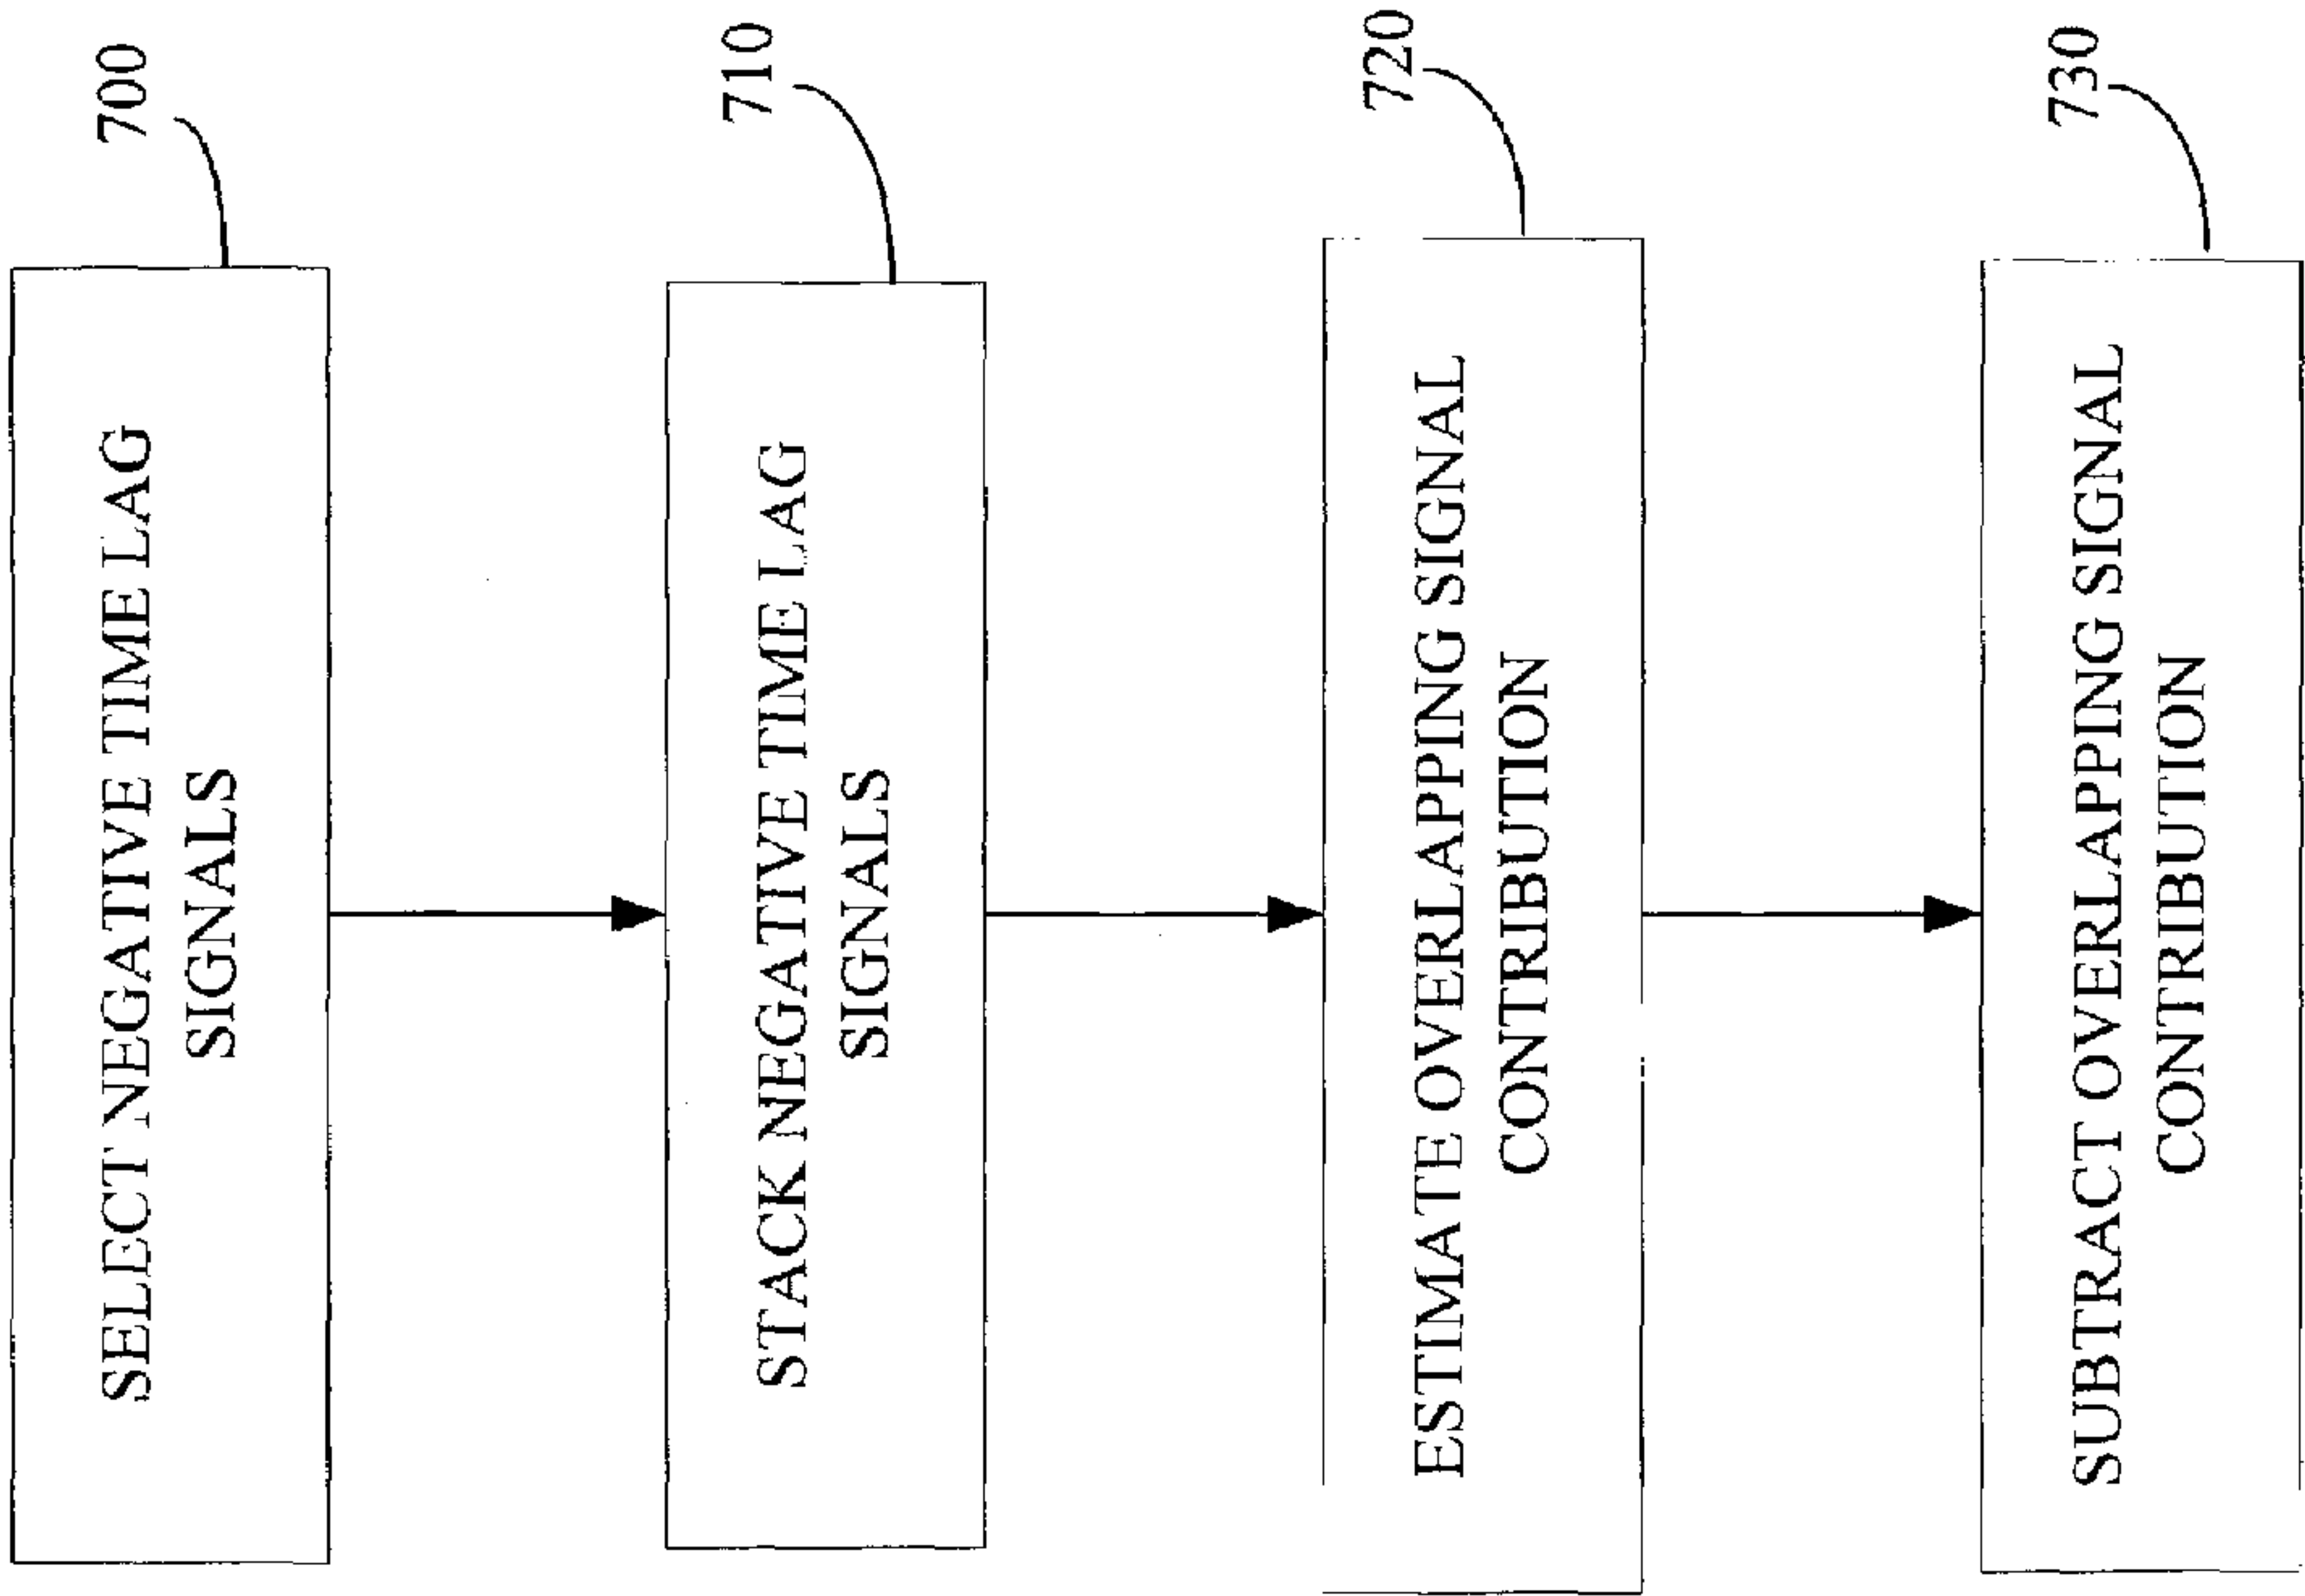 700
SELECT NEGATIVE TIME LAG
SIGNALS
710
STACK NEGATIVE TIME LAG
SIGNALS
720
ESTIMATE OVERLAPPING SIGNAL
CONTRIBUTION
730
SUBTRACT OVERLAPPING SIGNAL
CONTRIBUTION